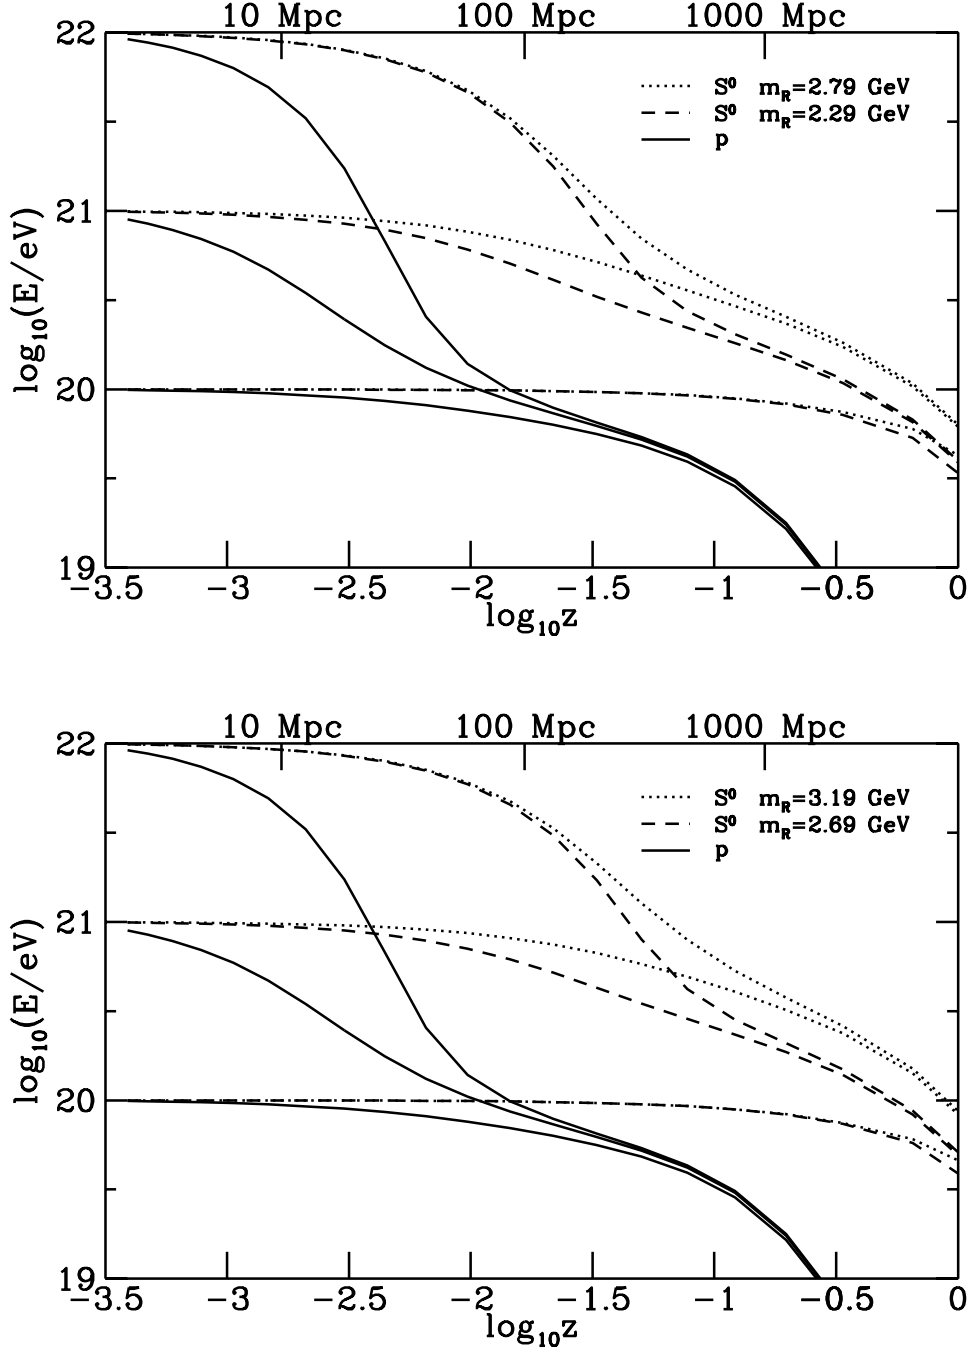 10 Mpc 100 Mpc 1000 Mpc
22
S⁰ m_R=2.79 GeV
S⁰ m_R=2.29 GeV
p
21
log₁₀(E/eV)
20
19
−3.5 −3 −2.5 −2 −1.5 −1 −0.5 0
log₁₀z
10 Mpc 100 Mpc 1000 Mpc
22
S⁰ m_R=3.19 GeV
S⁰ m_R=2.69 GeV
p
21
log₁₀(E/eV)
20
19
−3.5 −3 −2.5 −2 −1.5 −1 −0.5 0
log₁₀z